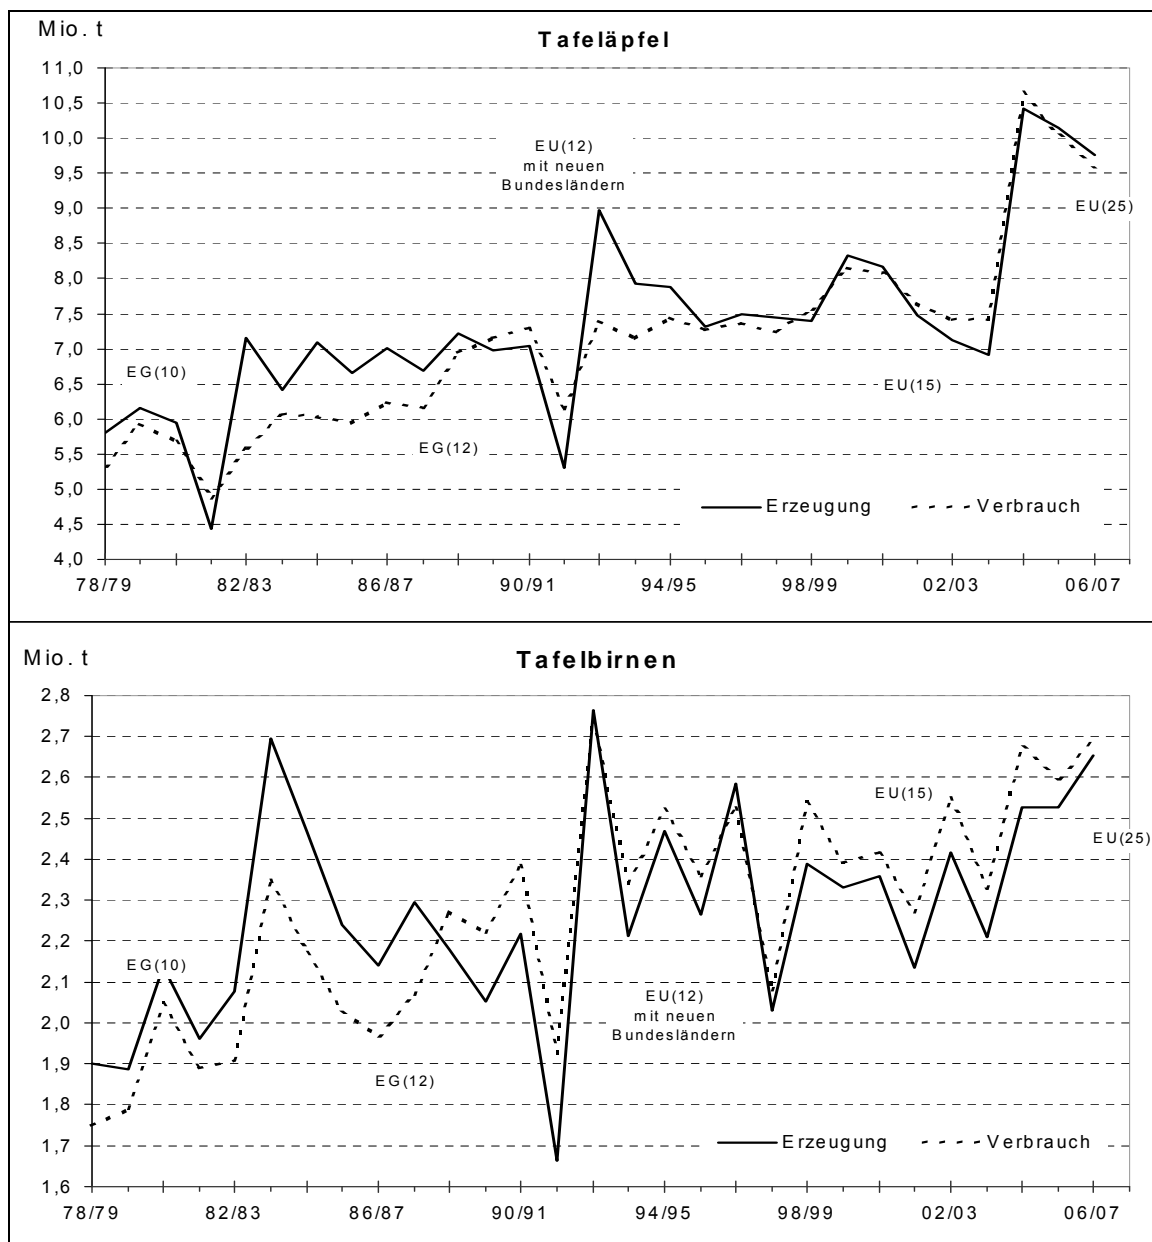 Mio. t
Tafeläpfel
11,0
10,5
10,0
9,5
9,0
8,5
8,0
7,5
7,0
6,5
6,0
5,5
5,0
4,5
4,0
EU(12)
mit neuen
Bundesländern
EU(25)
EG(10)
EU(15)
EG(12)
Erzeugung Verbrauch
78/79 82/83 86/87 90/91 94/95 98/99 02/03 06/07
Mio. t
Tafelbirnen
2,8
2,7
2,6
2,5
2,4
2,3
2,2
2,1
2,0
1,9
1,8
1,7
1,6
EU(15)
EU(25)
EG(10)
EU(12)
mit neuen
Bundesländern
EG(12)
Erzeugung Verbrauch
78/79 82/83 86/87 90/91 94/95 98/99 02/03 06/07